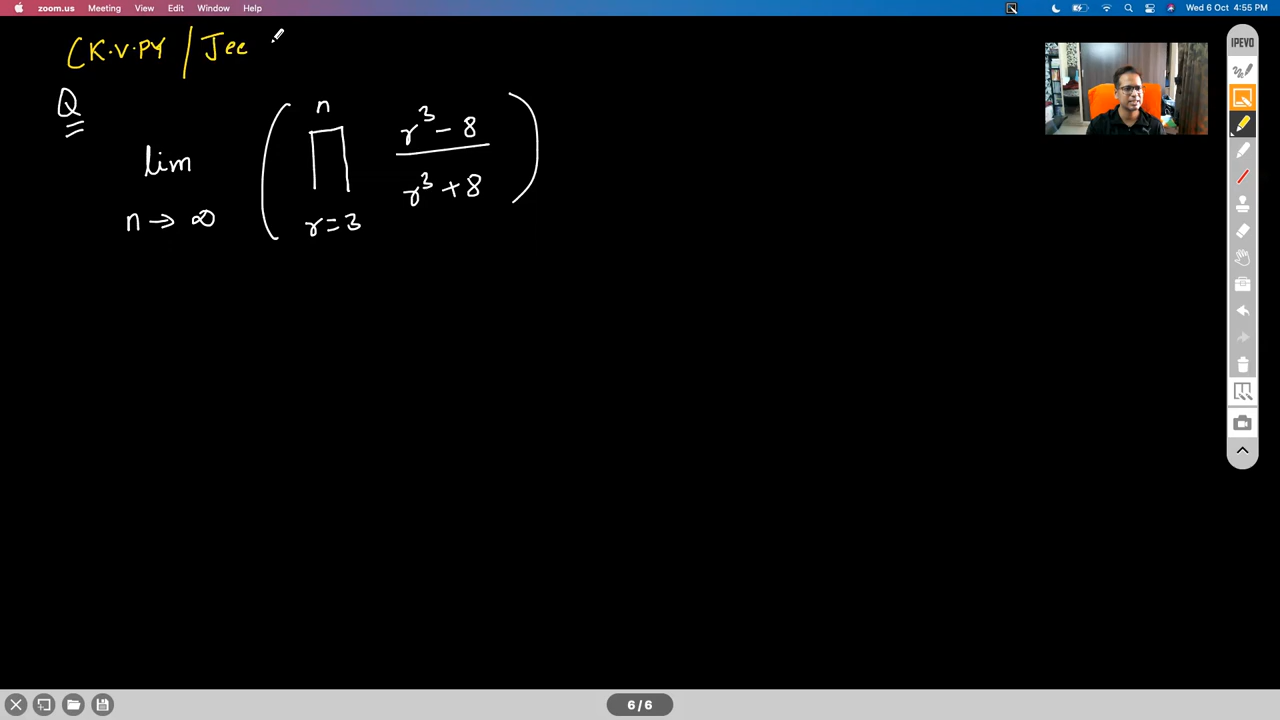 zoom.us Meeting View Edit Window Help Wed 6 Oct 4:55 PM
(K.V.PY / Jee
IPEVO
Q
lim n→∞ ( n ∏ r=3 r³ - 8 / r³ + 8 )
6 / 6